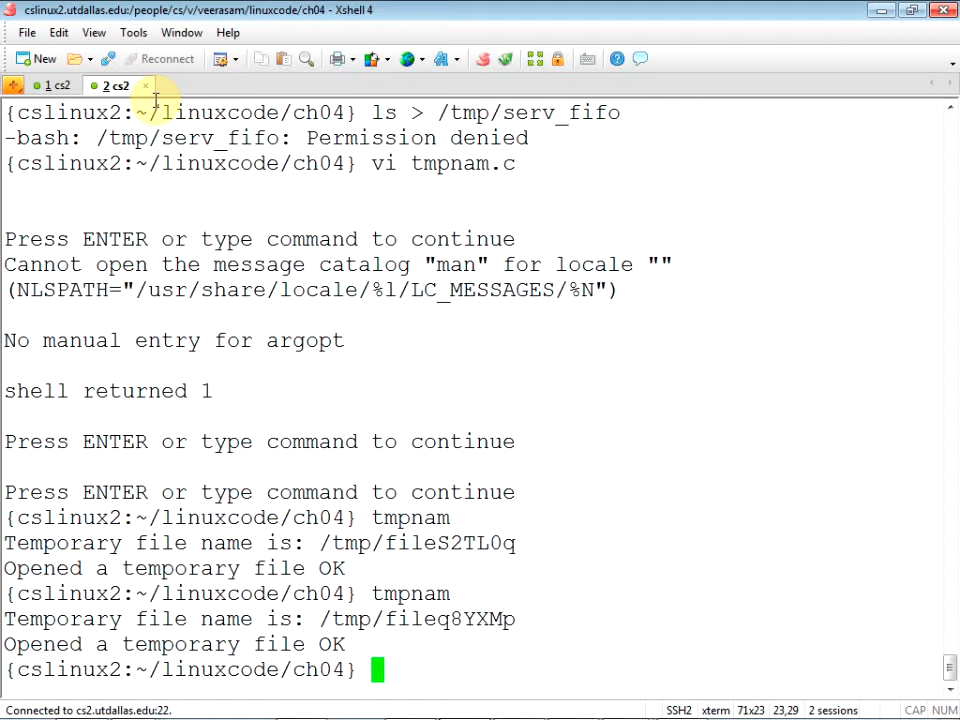 cslinux2.utdallas.edu:/people/cs/v/veerasam/linuxcode/ch04 - Xshell 4
File Edit View Tools Window Help
New Reconnect
1 cs2 2 cs2
{cslinux2:~/linuxcode/ch04} ls > /tmp/serv_fifo
-bash: /tmp/serv_fifo: Permission denied
{cslinux2:~/linuxcode/ch04} vi tmpnam.c
Press ENTER or type command to continue
Cannot open the message catalog "man" for locale ""
(NLSPATH="/usr/share/locale/%l/LC_MESSAGES/%N")
No manual entry for argopt
shell returned 1
Press ENTER or type command to continue
Press ENTER or type command to continue
{cslinux2:~/linuxcode/ch04} tmpnam
Temporary file name is: /tmp/fileS2TL0q
Opened a temporary file OK
{cslinux2:~/linuxcode/ch04} tmpnam
Temporary file name is: /tmp/fileq8YXMp
Opened a temporary file OK
{cslinux2:~/linuxcode/ch04}
Connected to cs2.utdallas.edu:22. SSH2 xterm 71x23 23,29 2 sessions CAP NUM